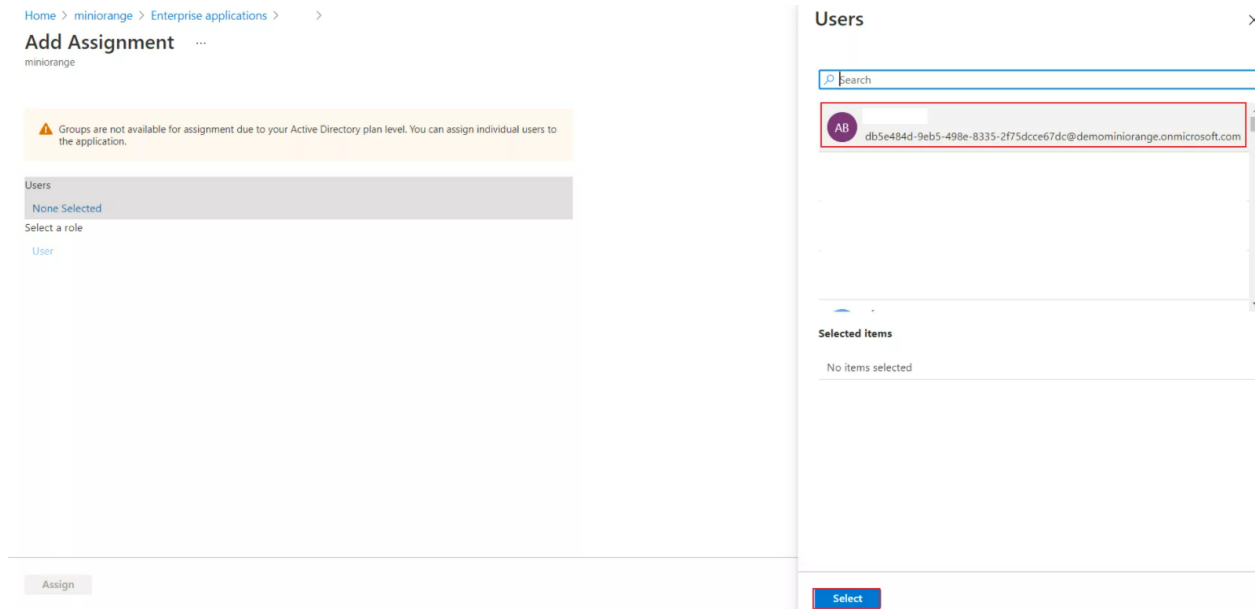 Home > miniorange > Enterprise applications > >
Add Assignment ...
miniorange
Groups are not available for assignment due to your Active Directory plan level. You can assign individual users to
the application.
Users
None Selected
Select a role
User
Assign
Users
Search
AB
db5e484d-9eb5-498e-8335-2f75dcce67dc@demominiorange.onmicrosoft.com
Selected items
No items selected
Select